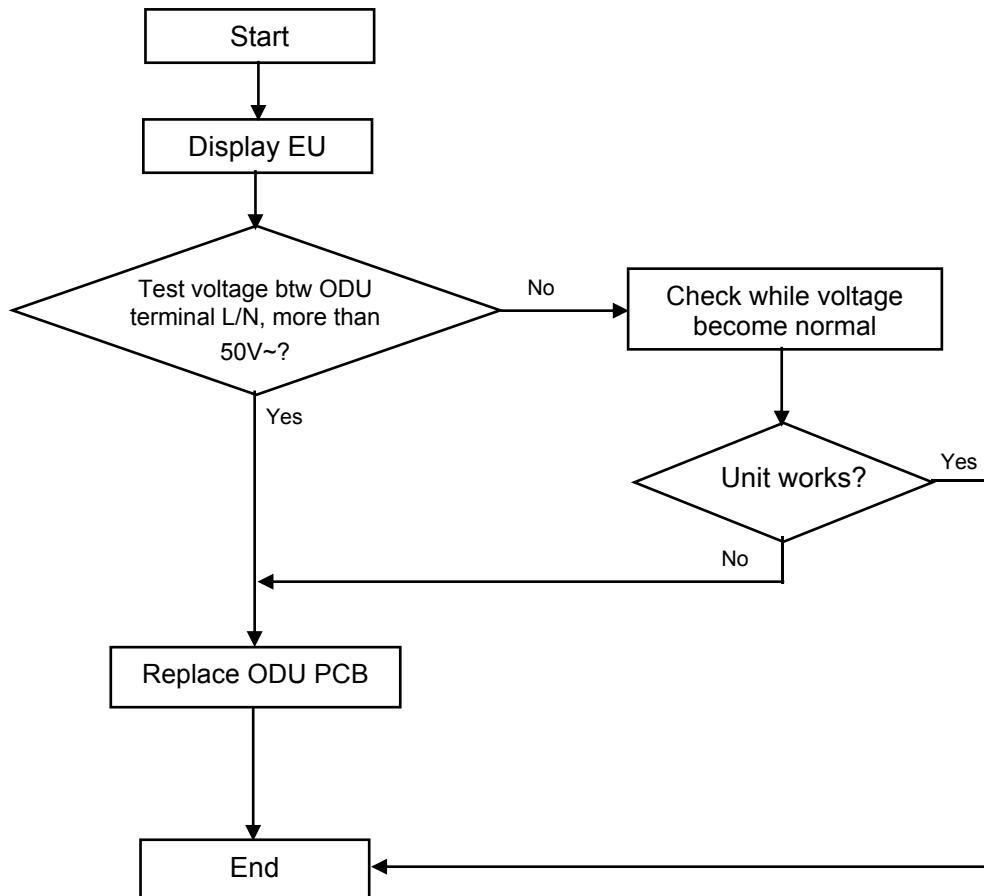 Start
Display EU
Test voltage btw ODU
terminal L/N, more than
50V~?
No
Check while voltage
become normal
Yes
Unit works?
Yes
No
Replace ODU PCB
End